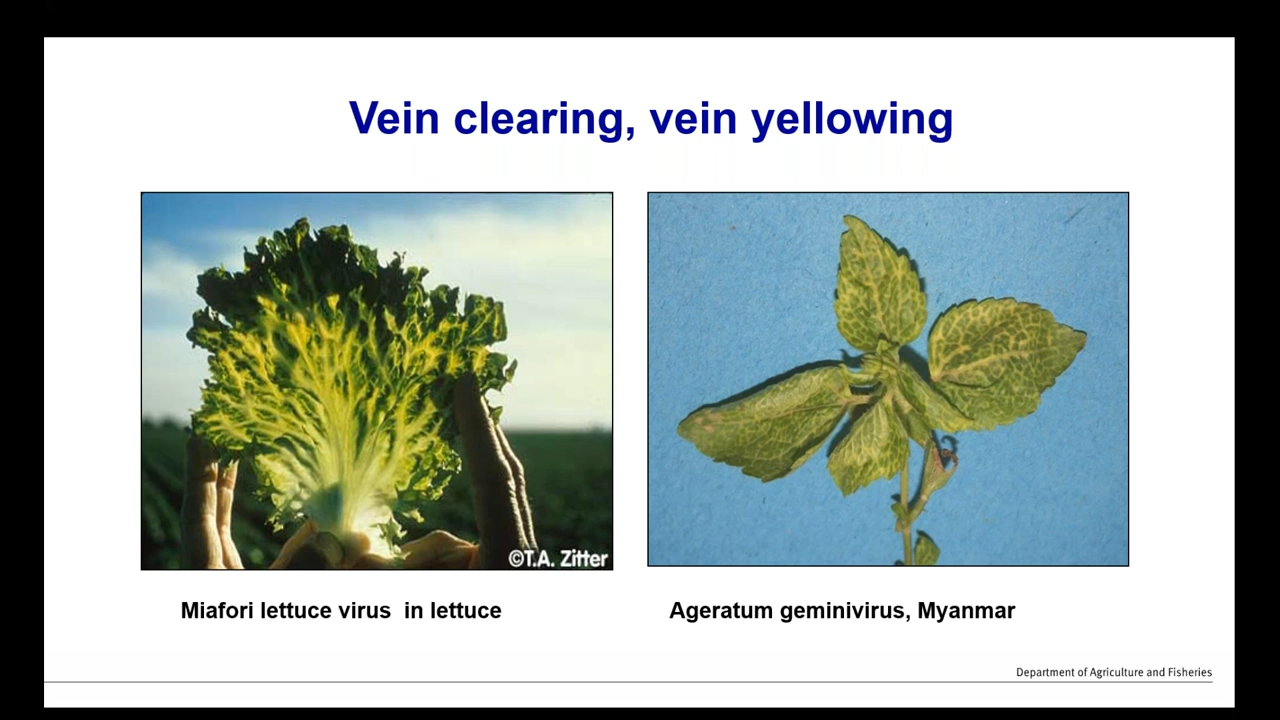 Vein clearing, vein yellowing
©T.A. Zitter
Miafori lettuce virus in lettuce
Ageratum geminivirus, Myanmar
Department of Agriculture and Fisheries